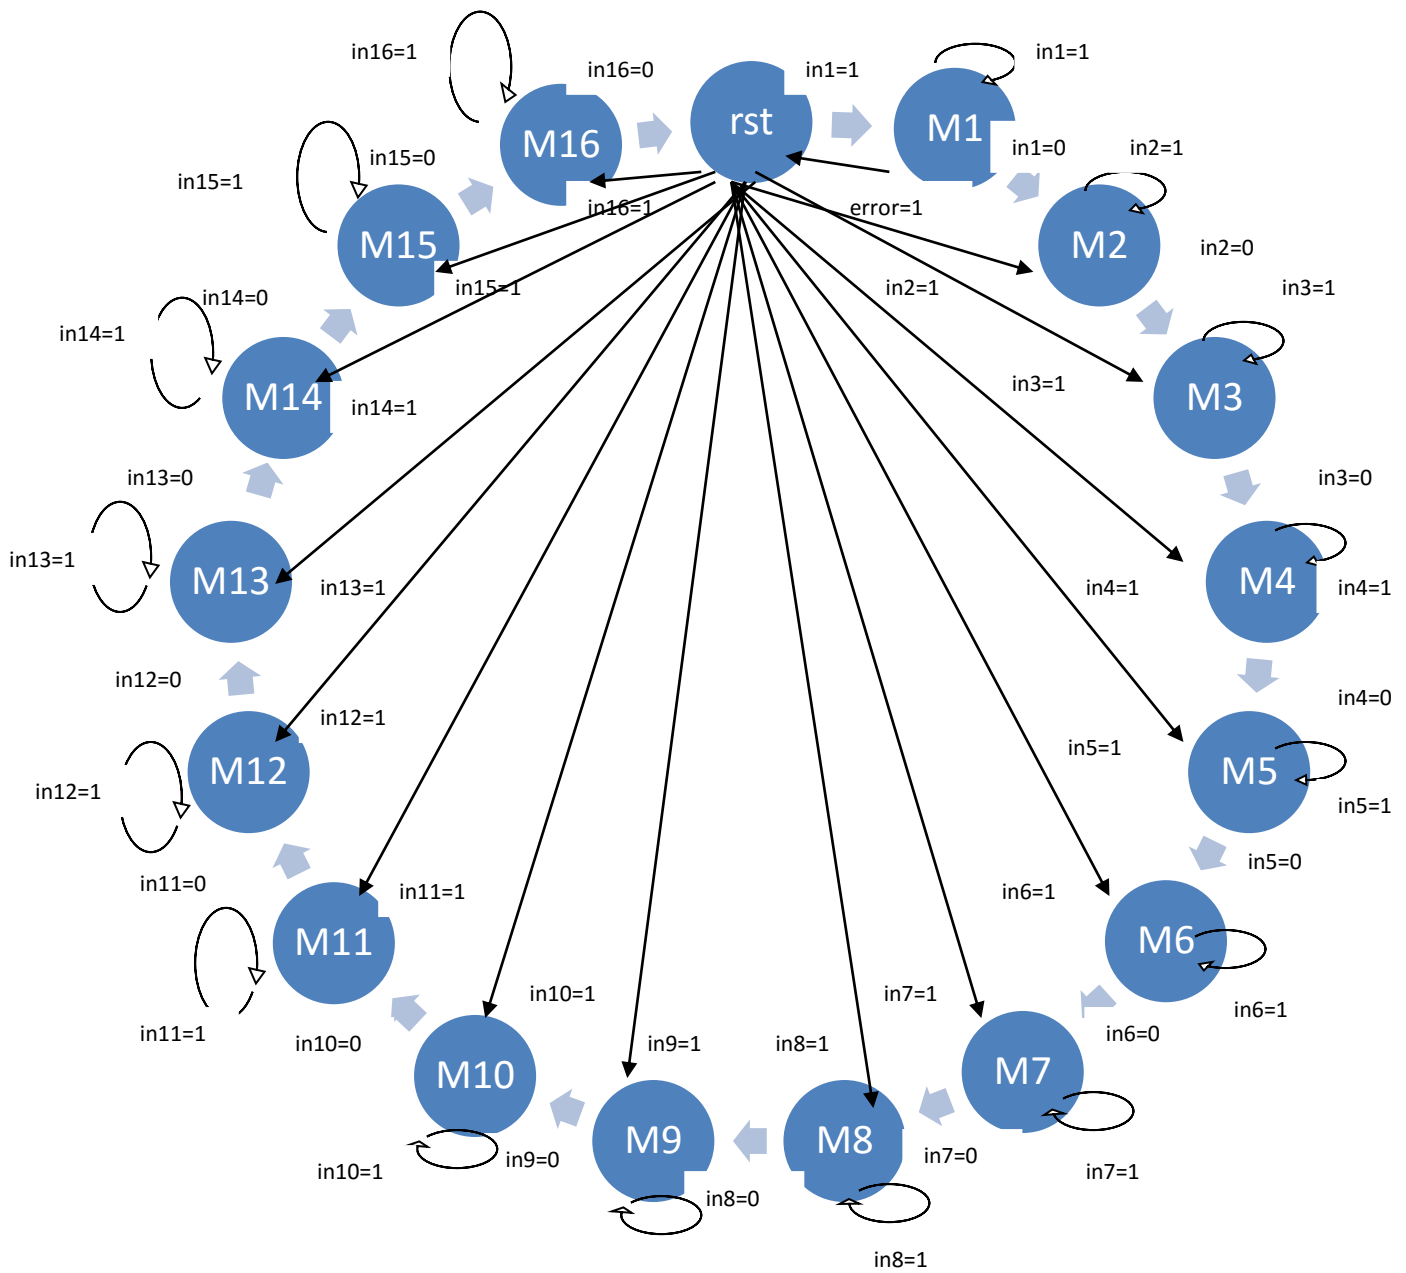 in16=1
in16=0
in1=1
in1=1
rst
M1
M16
in1=0
in2=1
in15=0
in15=1
in16=1
error=1
M15
M2
in2=0
in14=0
in15=1
in2=1
in3=1
in14=1
M14
M3
in14=1
in3=1
in13=0
in3=0
in13=1
M13
M4
in13=1
in4=1
in4=1
in12=0
in12=1
in4=0
in5=1
M12
M5
in12=1
in5=1
in5=0
in11=0
in11=1
in6=1
M11
M6
in10=1
in7=1
in6=1
in11=1
in10=0
in9=1
in8=1
in6=0
M10
M7
M9
M8
in10=1
in9=0
in7=0
in7=1
in8=0
in8=1